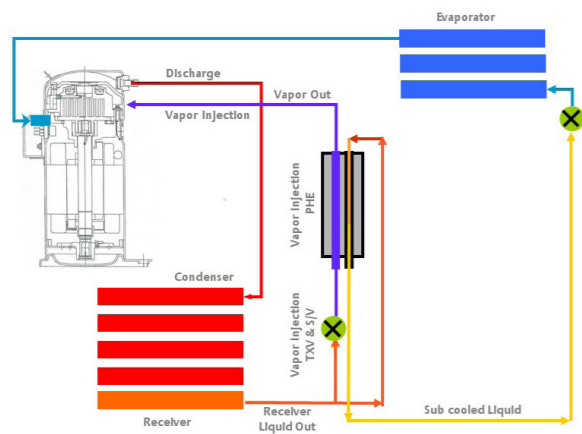 Evaporator
Discharge
Vapor Out
Vapor Injection
Vapor Injection
PHE
Condenser
Vapor Injection
TXV & S/V
Receiver
Receiver
Liquid Out
Sub cooled Liquid